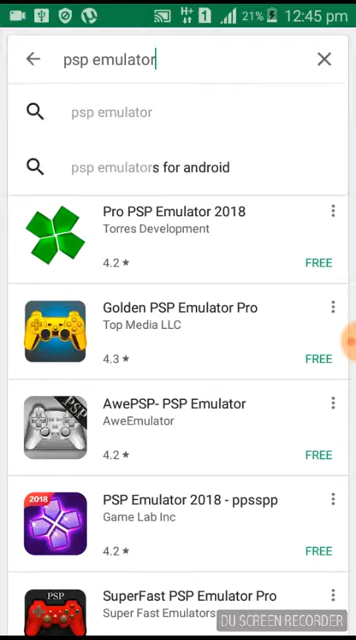 H+
1
21%
12:45 pm
psp emulator
psp emulator
psp emulators for android
Pro PSP Emulator 2018
Torres Development
4.2
FREE
Golden PSP Emulator Pro
Top Media LLC
4.3
FREE
PSP
AwePSP- PSP Emulator
AweEmulator
4.2
FREE
2018
PSP Emulator 2018 - ppsspp
Game Lab Inc
4.2
FREE
PSP
SuperFast PSP Emulator Pro
Super Fast Emulators
DU SCREEN RECORDER